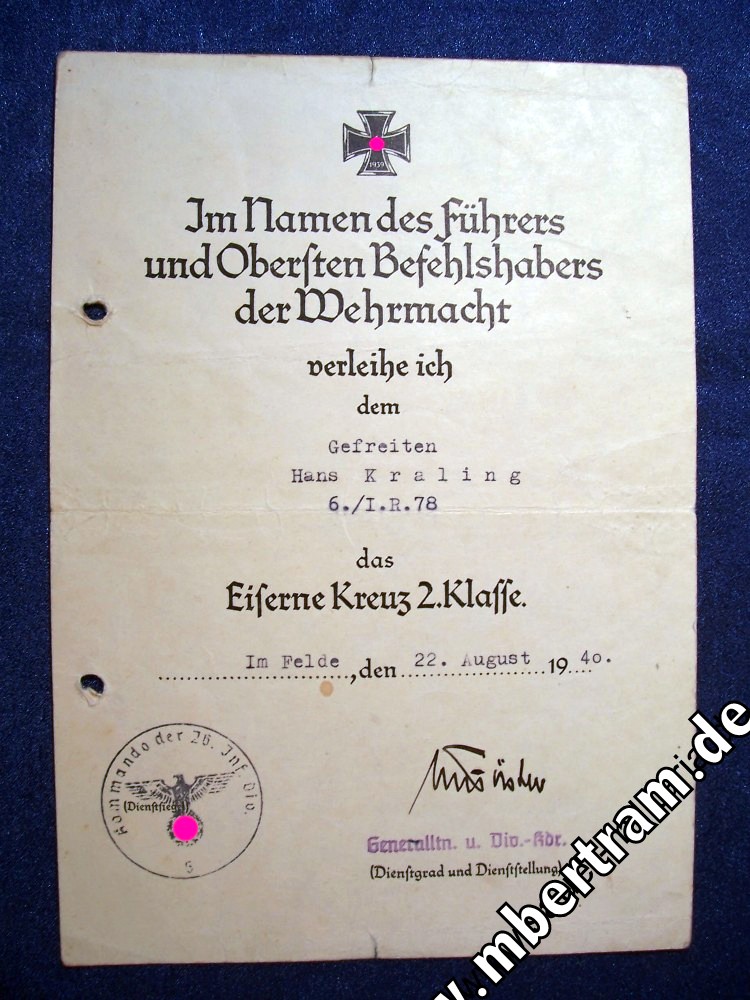 1939
Im Namen des Führers
und Oberſten Befehlshabers
der Wehrmacht
verleihe ich
dem
Gefreiten
Hans K r a l i n g
6./I.R.78
das
Eiſerne Kreuz 2.Klaſſe.
Im Felde, den 22. August 1940.
Kommando der 26. Inf. Div.
(Dienſtſiegel)
Generalltn. u. Div.-Kdr.
(Dienſtgrad und Dienſtſtellung)
www.mbertrami.de